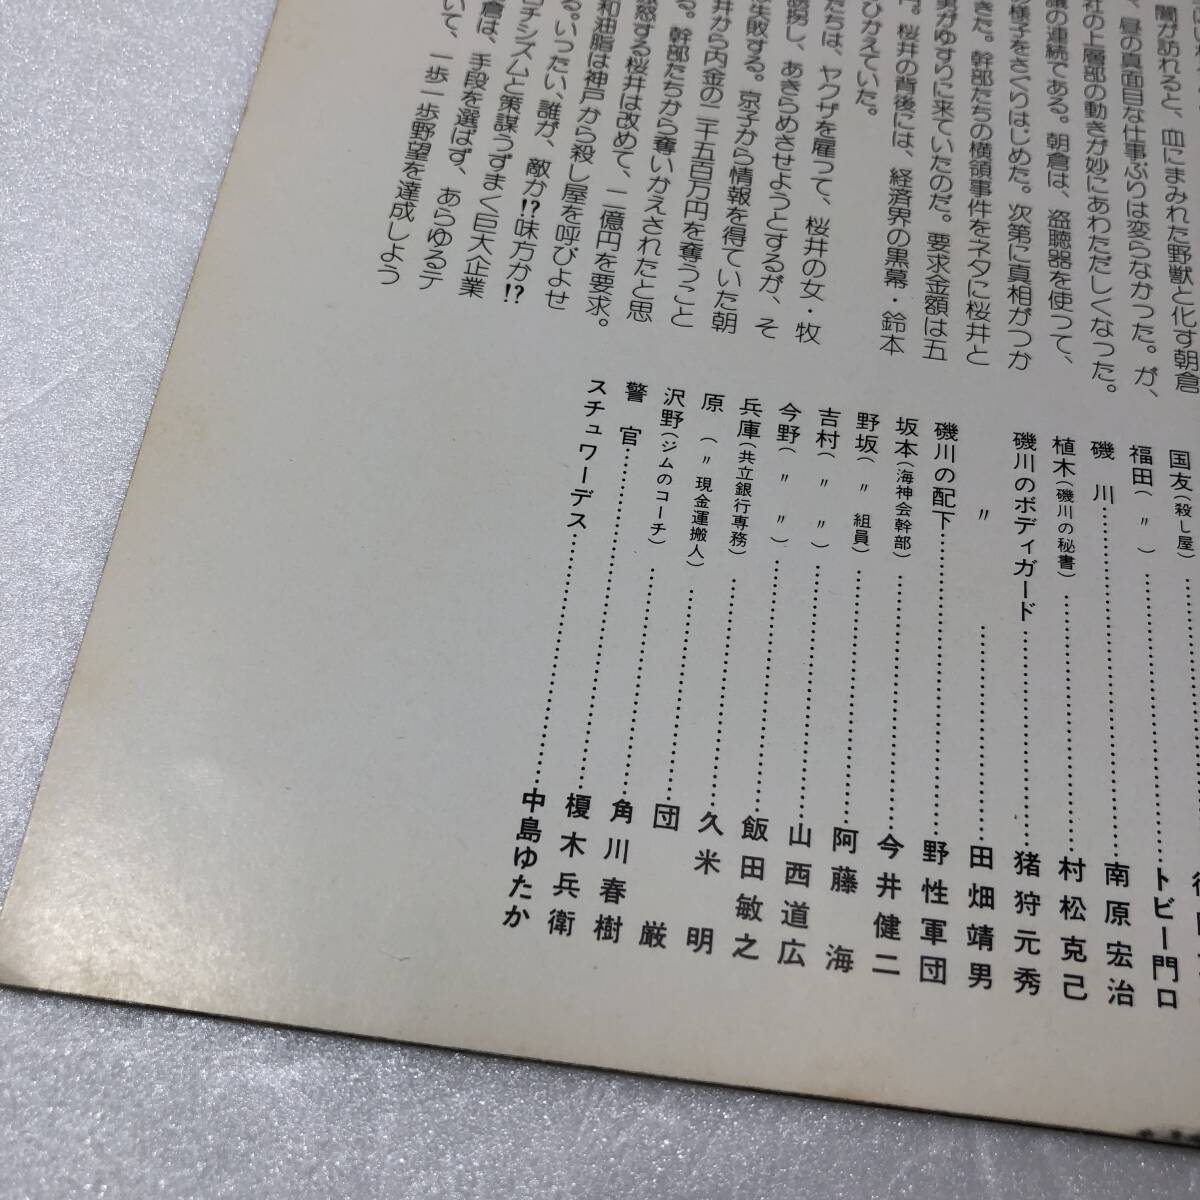 闇が訪れると、血にまみれた野獣と化す朝倉
、昼の真面目な仕事ぶりは変らなかった。が、
社の上層部の動きが妙にあわただしくなった。
議の連続である。朝倉は、盗聴器を使って、
の様子をさぐりはじめた。次第に真相がつか
きた。幹部たちの横領事件をネタに桜井と
男がゆすりに来ていたのだ。要求金額は五
円。桜井の背後には、経済界の黒幕・鈴本
ひかえていた。
たちは、ヤクザを雇って、桜井の女・牧
し、あきらめさせようとするが、そ
失敗する。京子から情報を得ていた朝
井から内金の二千五百万円を奪うこと
る。幹部たちから奪いかえされたと思
惑する桜井は改めて、二億円を要求。
和油脂は神戸から殺し屋を呼びよせ
る。いったい、誰が、敵か!?味方か!?
ロチシズムと策謀うずまく巨大企業
倉は、手段を選ばず、あらゆるテ
いて、一歩一歩野望を達成しよう
国友(殺し屋)
福田(〃)……トビー門口
磯川……南原宏治
植木(磯川の秘書)……村松克己
磯川のボディガード……猪狩元秀
〃……田畑靖男
磯川の配下……野性軍団
坂本(海神会幹部)……今井健二
野坂(〃組員)……阿藤海
吉村(〃〃)……山西道広
今野(〃〃)……飯田敏之
兵庫(共立銀行専務)……久米明
原(〃現金運搬人)……団巌
沢野(ジムのコーチ)……角川春樹
警官……榎木兵衛
スチュワーデス……中島ゆたか